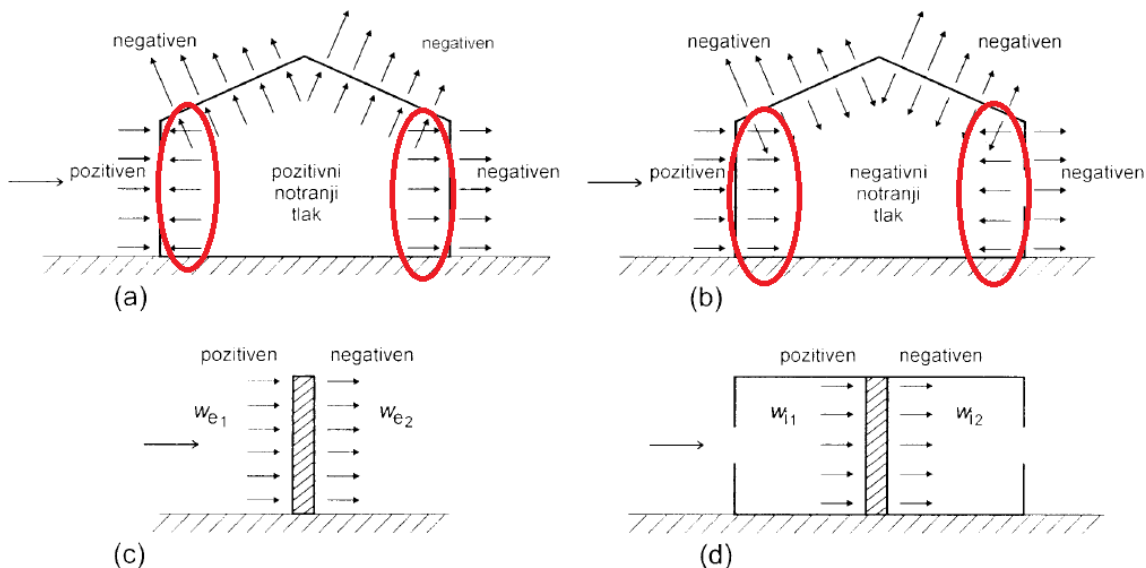 negativen
negativen
pozitiven
pozitivni
notranji
tlak
negativen
(a)
negativen
negativen
pozitiven
negativni
notranji
tlak
negativen
(b)
pozitiven
negativen
we1
we2
(c)
pozitiven
negativen
wi1
wi2
(d)